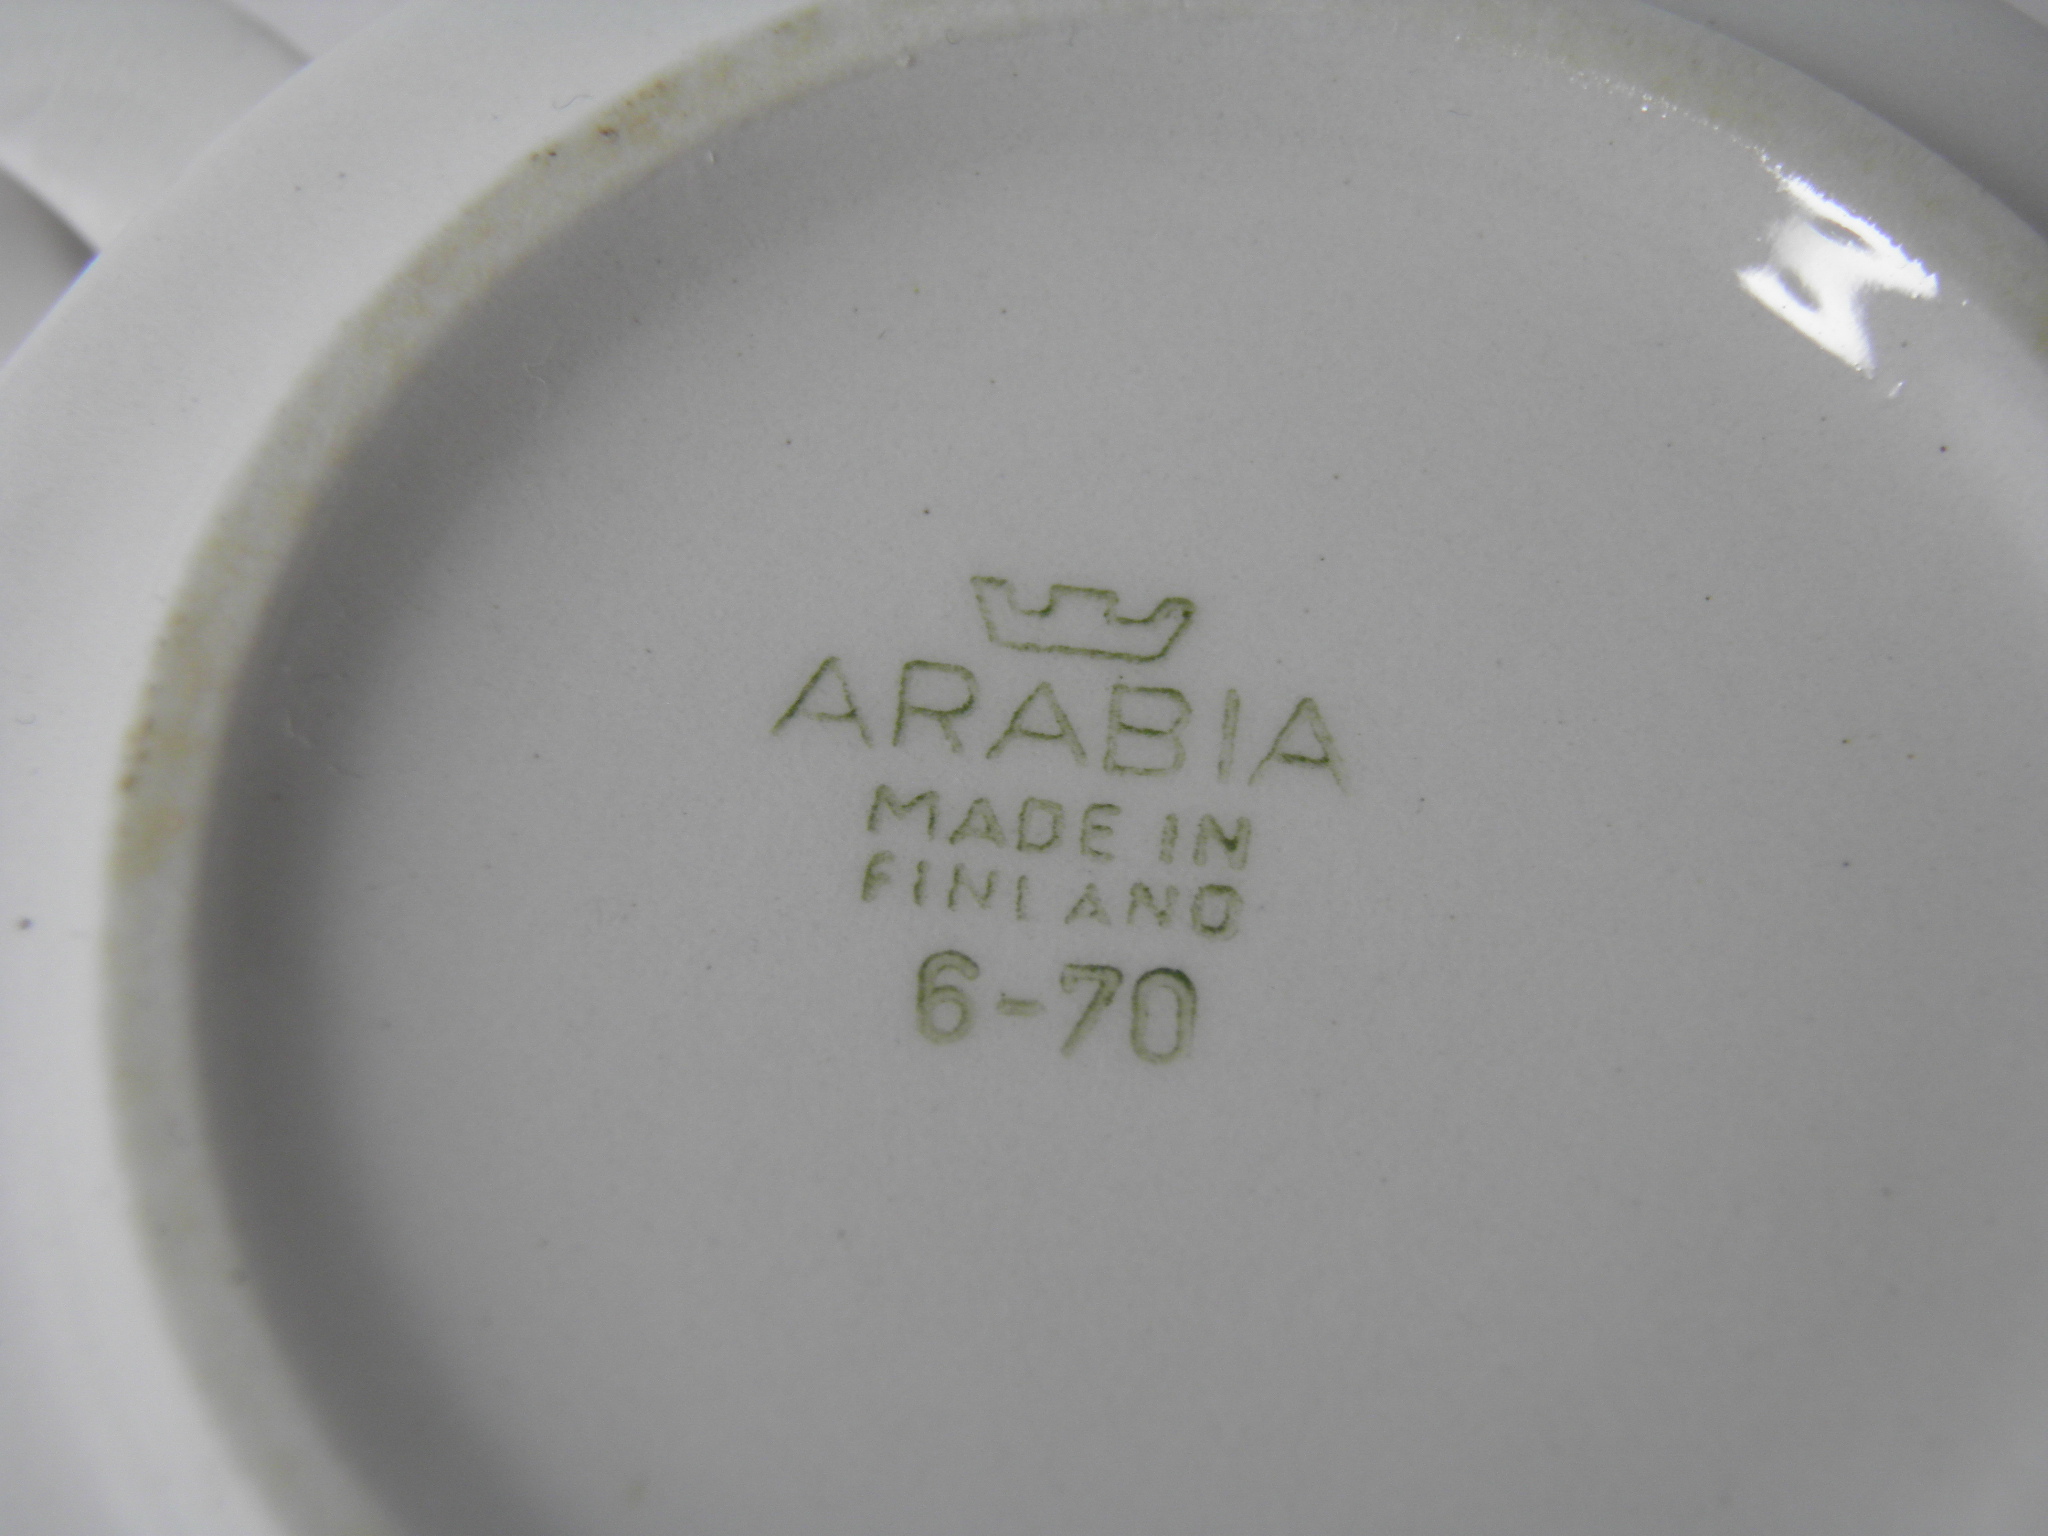 ARABIA
MADE IN
FINLAND
6-70